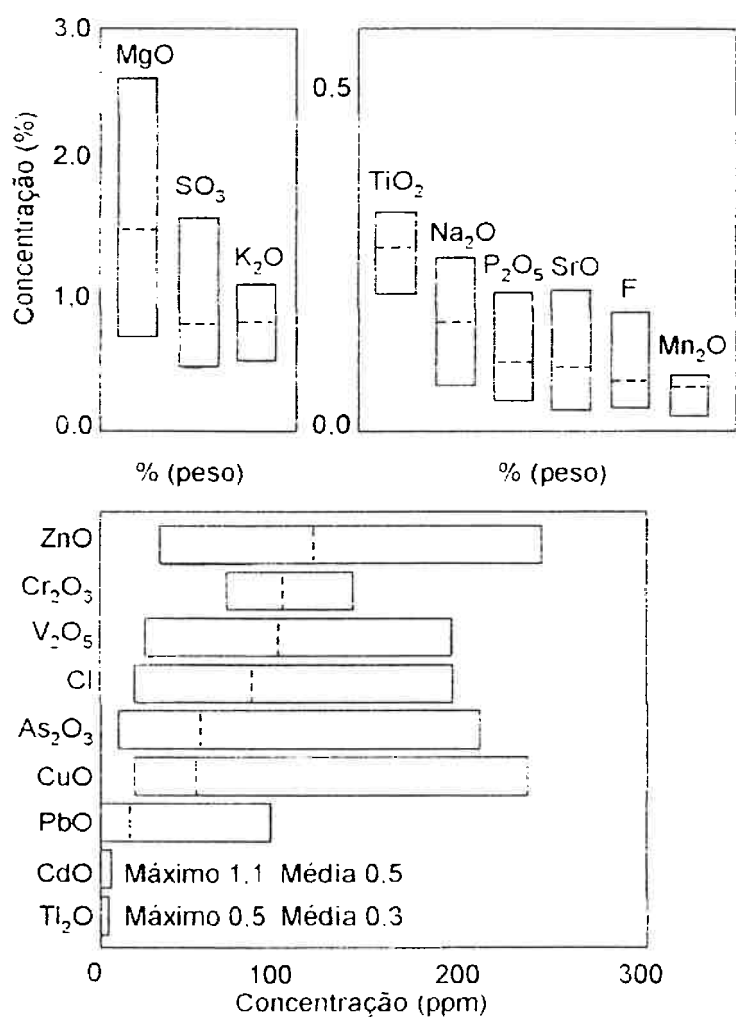 Concentração (%)
3.0
2.0
1.0
0.0
MgO
SO₃
K₂O
% (peso)
0.5
0.0
TiO₂
Na₂O
P₂O₅
SrO
F
Mn₂O
% (peso)
ZnO
Cr₂O₃
V₂O₅
Cl
As₂O₃
CuO
PbO
CdO Máximo 1.1 Média 0.5
Tl₂O Máximo 0.5 Média 0.3
0 100 200 300
Concentração (ppm)